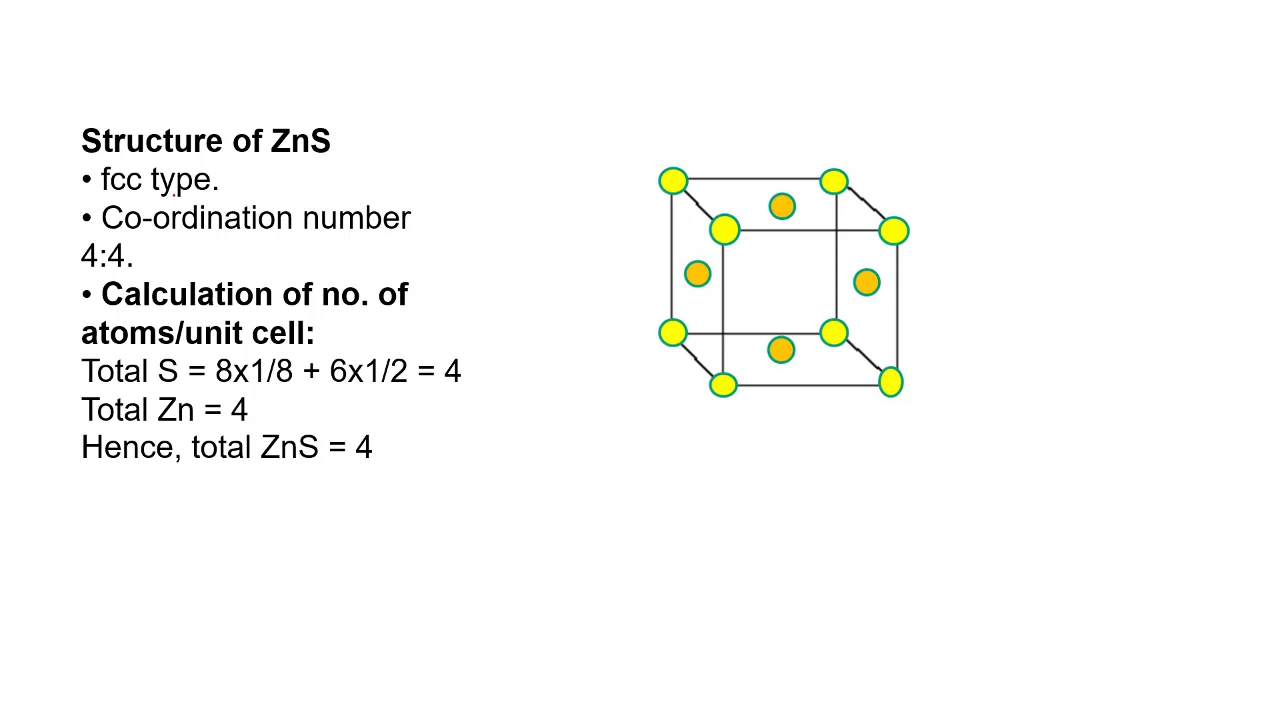 Structure of ZnS
• fcc type.
• Co-ordination number
4:4.
• Calculation of no. of
atoms/unit cell:
Total S = 8x1/8 + 6x1/2 = 4
Total Zn = 4
Hence, total ZnS = 4